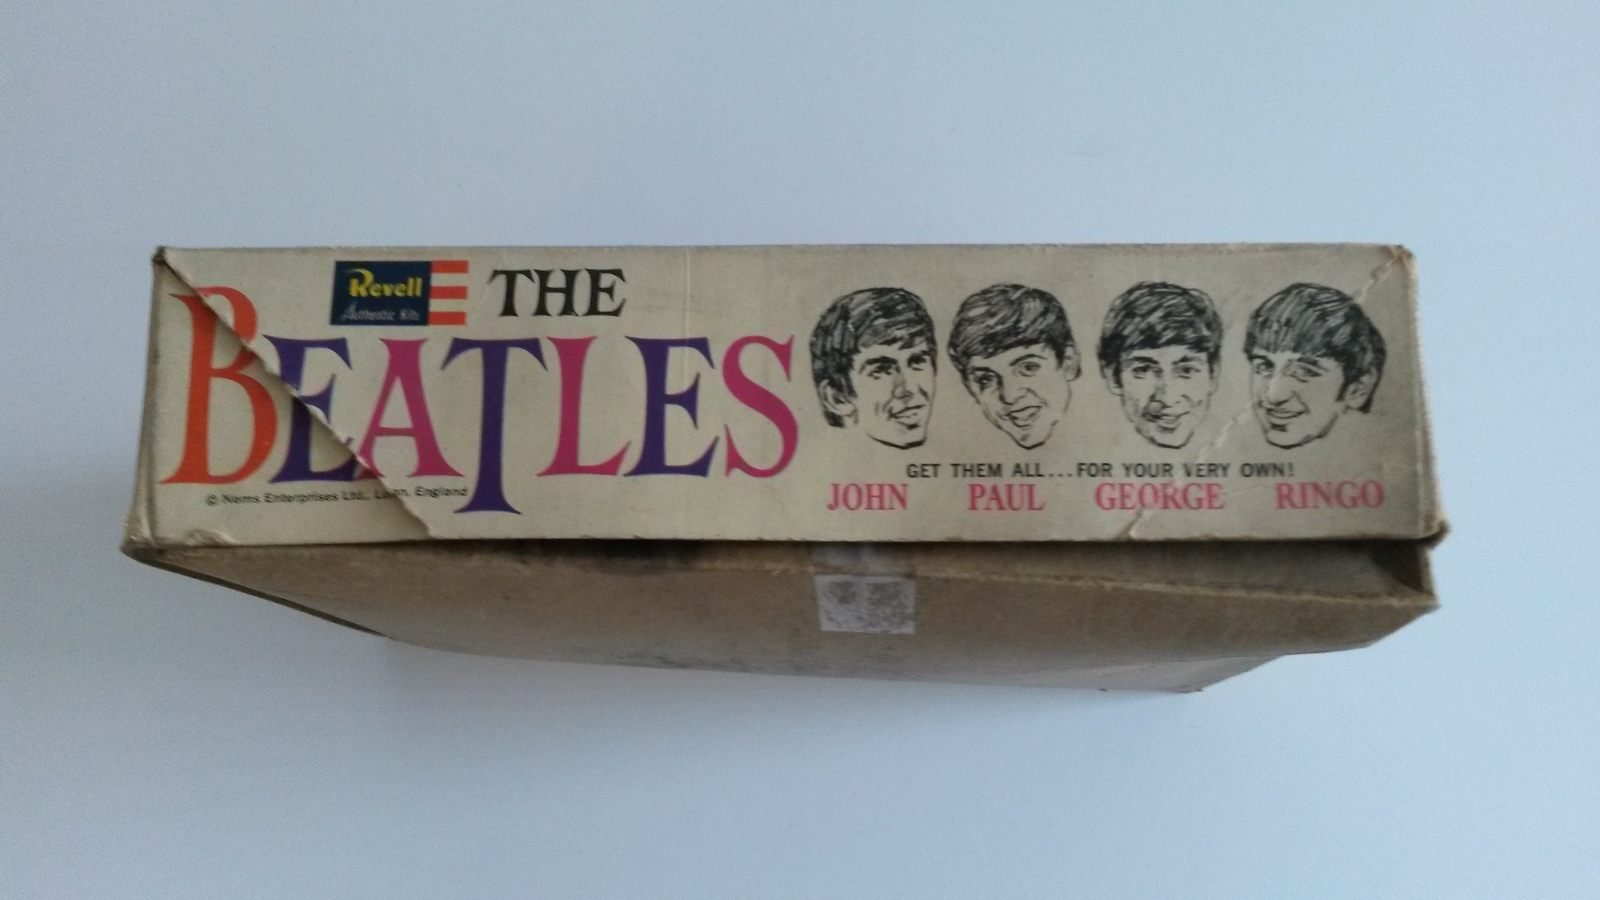 Revell
Authentic Kits
THE
BEATLES
© Nems Enterprises Ltd., England
GET THEM ALL...FOR YOUR VERY OWN!
JOHN PAUL GEORGE RINGO